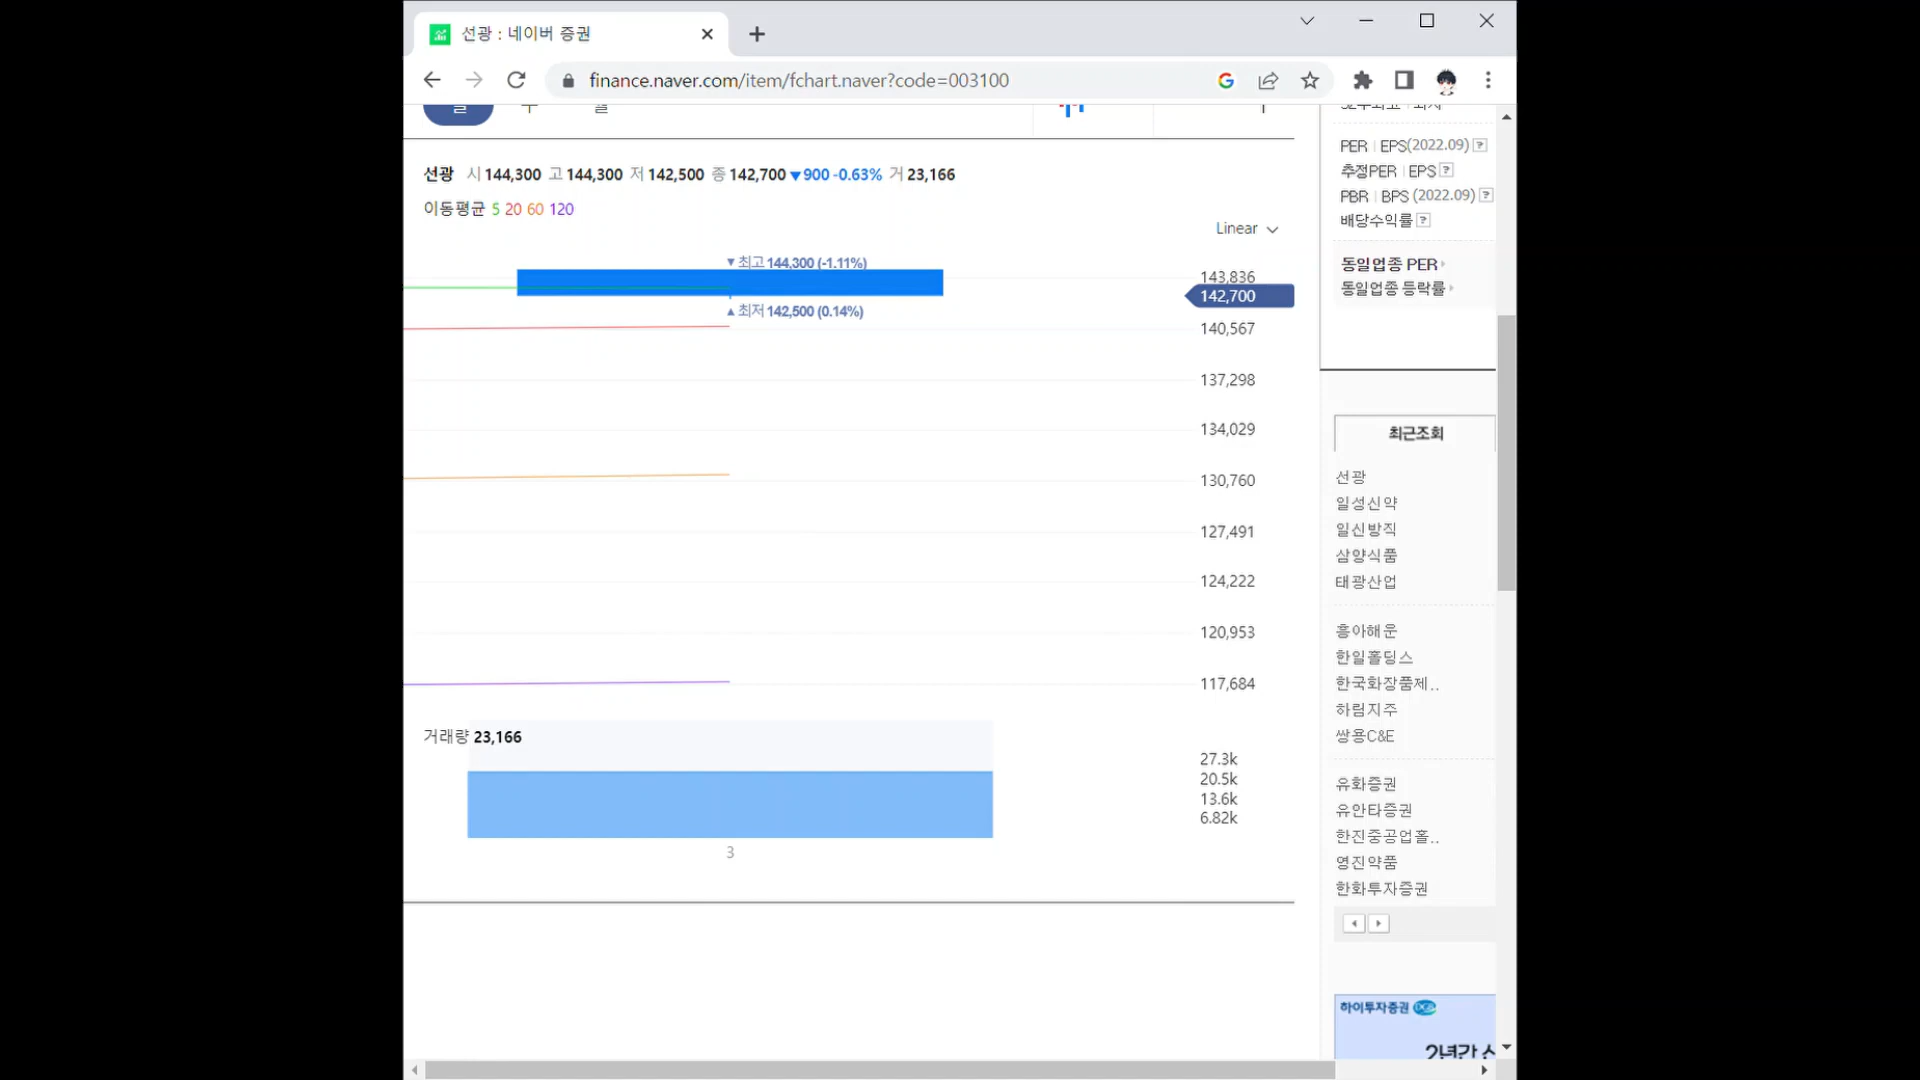 선광 : 네이버 증권
finance.naver.com/item/fchart.naver?code=003100
선광 시 144,300 고 144,300 저 142,500 종 142,700 ▼900 -0.63% 거 23,166
이동평균 5 20 60 120
Linear
▼최고 144,300 (-1.11%)
▲최저 142,500 (0.14%)
143,836
142,700
140,567
137,298
134,029
130,760
127,491
124,222
120,953
117,684
거래량 23,166
27.3k
20.5k
13.6k
6.82k
3
PER | EPS(2022.09) ?
추정PER | EPS ?
PBR | BPS (2022.09) ?
배당수익률 ?
동일업종 PER
동일업종 등락률
최근조회
선광
일성신약
일신방직
삼양식품
태광산업
흥아해운
한일홀딩스
한국화장품제..
하림지주
쌍용C&E
유화증권
유안타증권
한진중공업홀..
영진약품
한화투자증권
하이투자증권 DGB
2년간